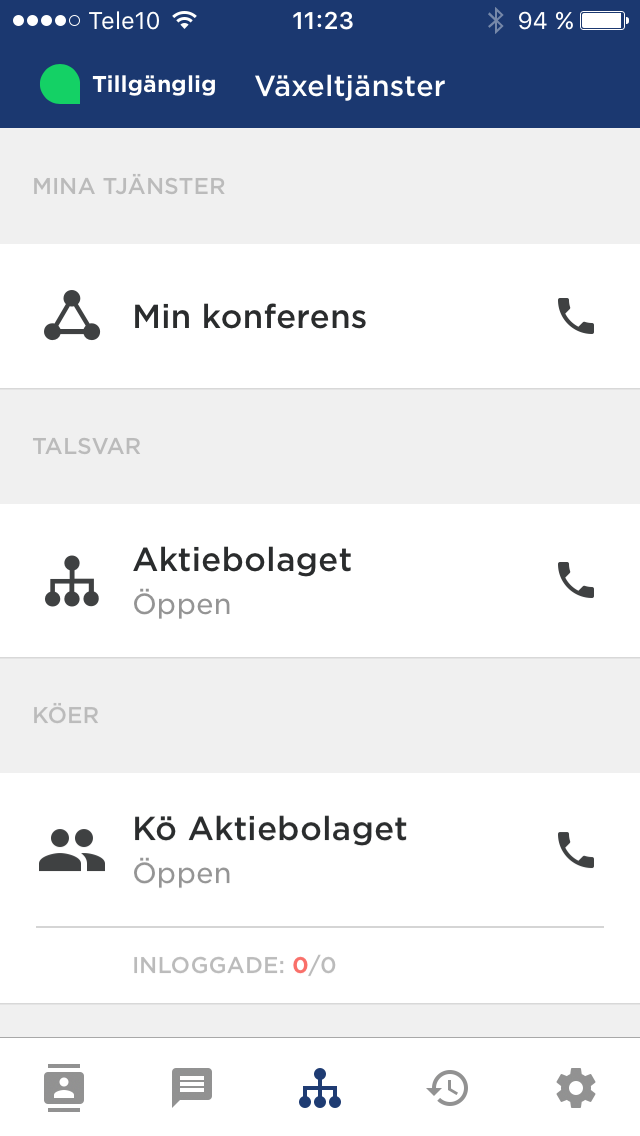 Tele10 11:23 94 %
Tillgänglig Växeltjänster
MINA TJÄNSTER
Min konferens
TALSVAR
Aktiebolaget
Öppen
KÖER
Kö Aktiebolaget
Öppen
INLOGGADE: 0/0